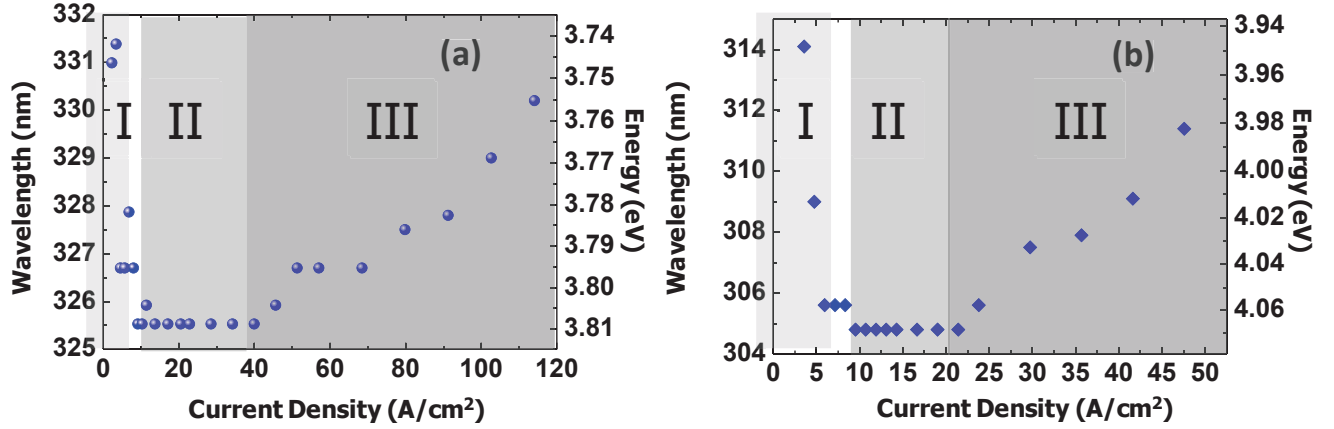 332
331
330
329
328
327
326
325
Wavelength (nm)
(a)
I
II
III
3.74
3.75
3.76
3.77
3.78
3.79
3.80
3.81
Energy (eV)
0 20 40 60 80 100 120
Current Density (A/cm²)
314
312
310
308
306
304
Wavelength (nm)
(b)
I
II
III
3.94
3.96
3.98
4.00
4.02
4.04
4.06
Energy (eV)
0 5 10 15 20 25 30 35 40 45 50
Current Density (A/cm²)